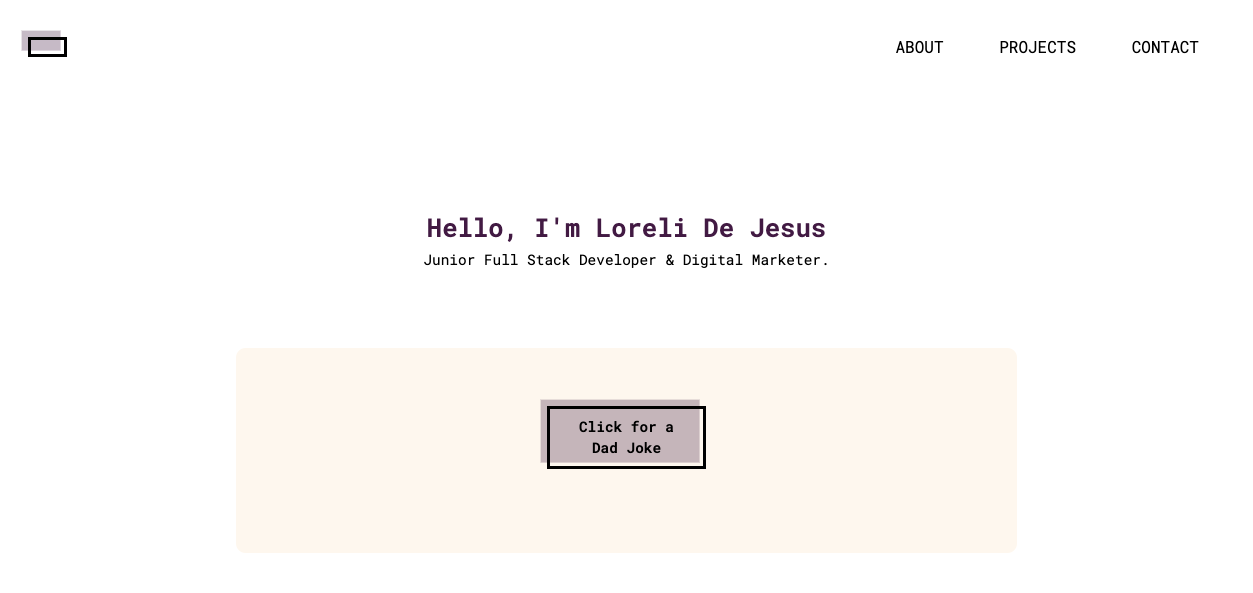 ABOUT PROJECTS CONTACT
Hello, I'm Loreli De Jesus
Junior Full Stack Developer & Digital Marketer.
Click for a
Dad Joke